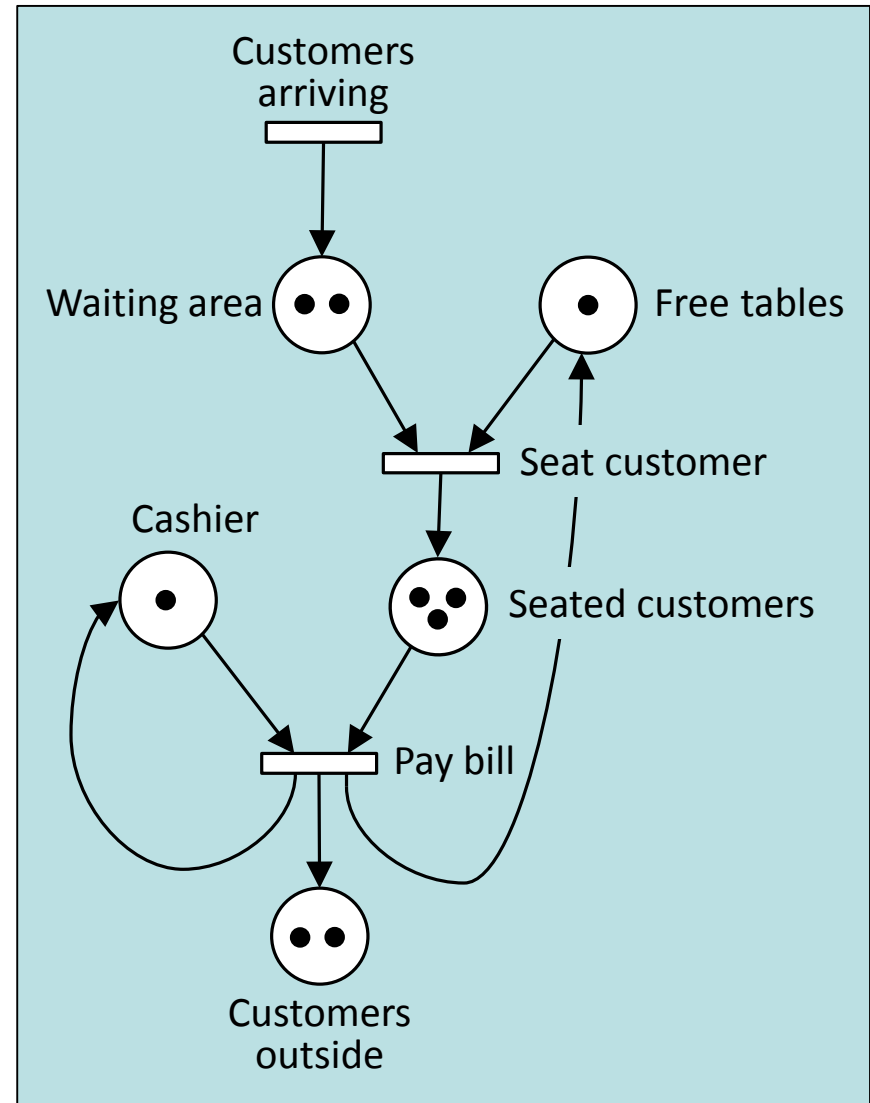 Customers
arriving
Waiting area
Free tables
Seat customer
Cashier
Seated customers
Pay bill
Customers
outside